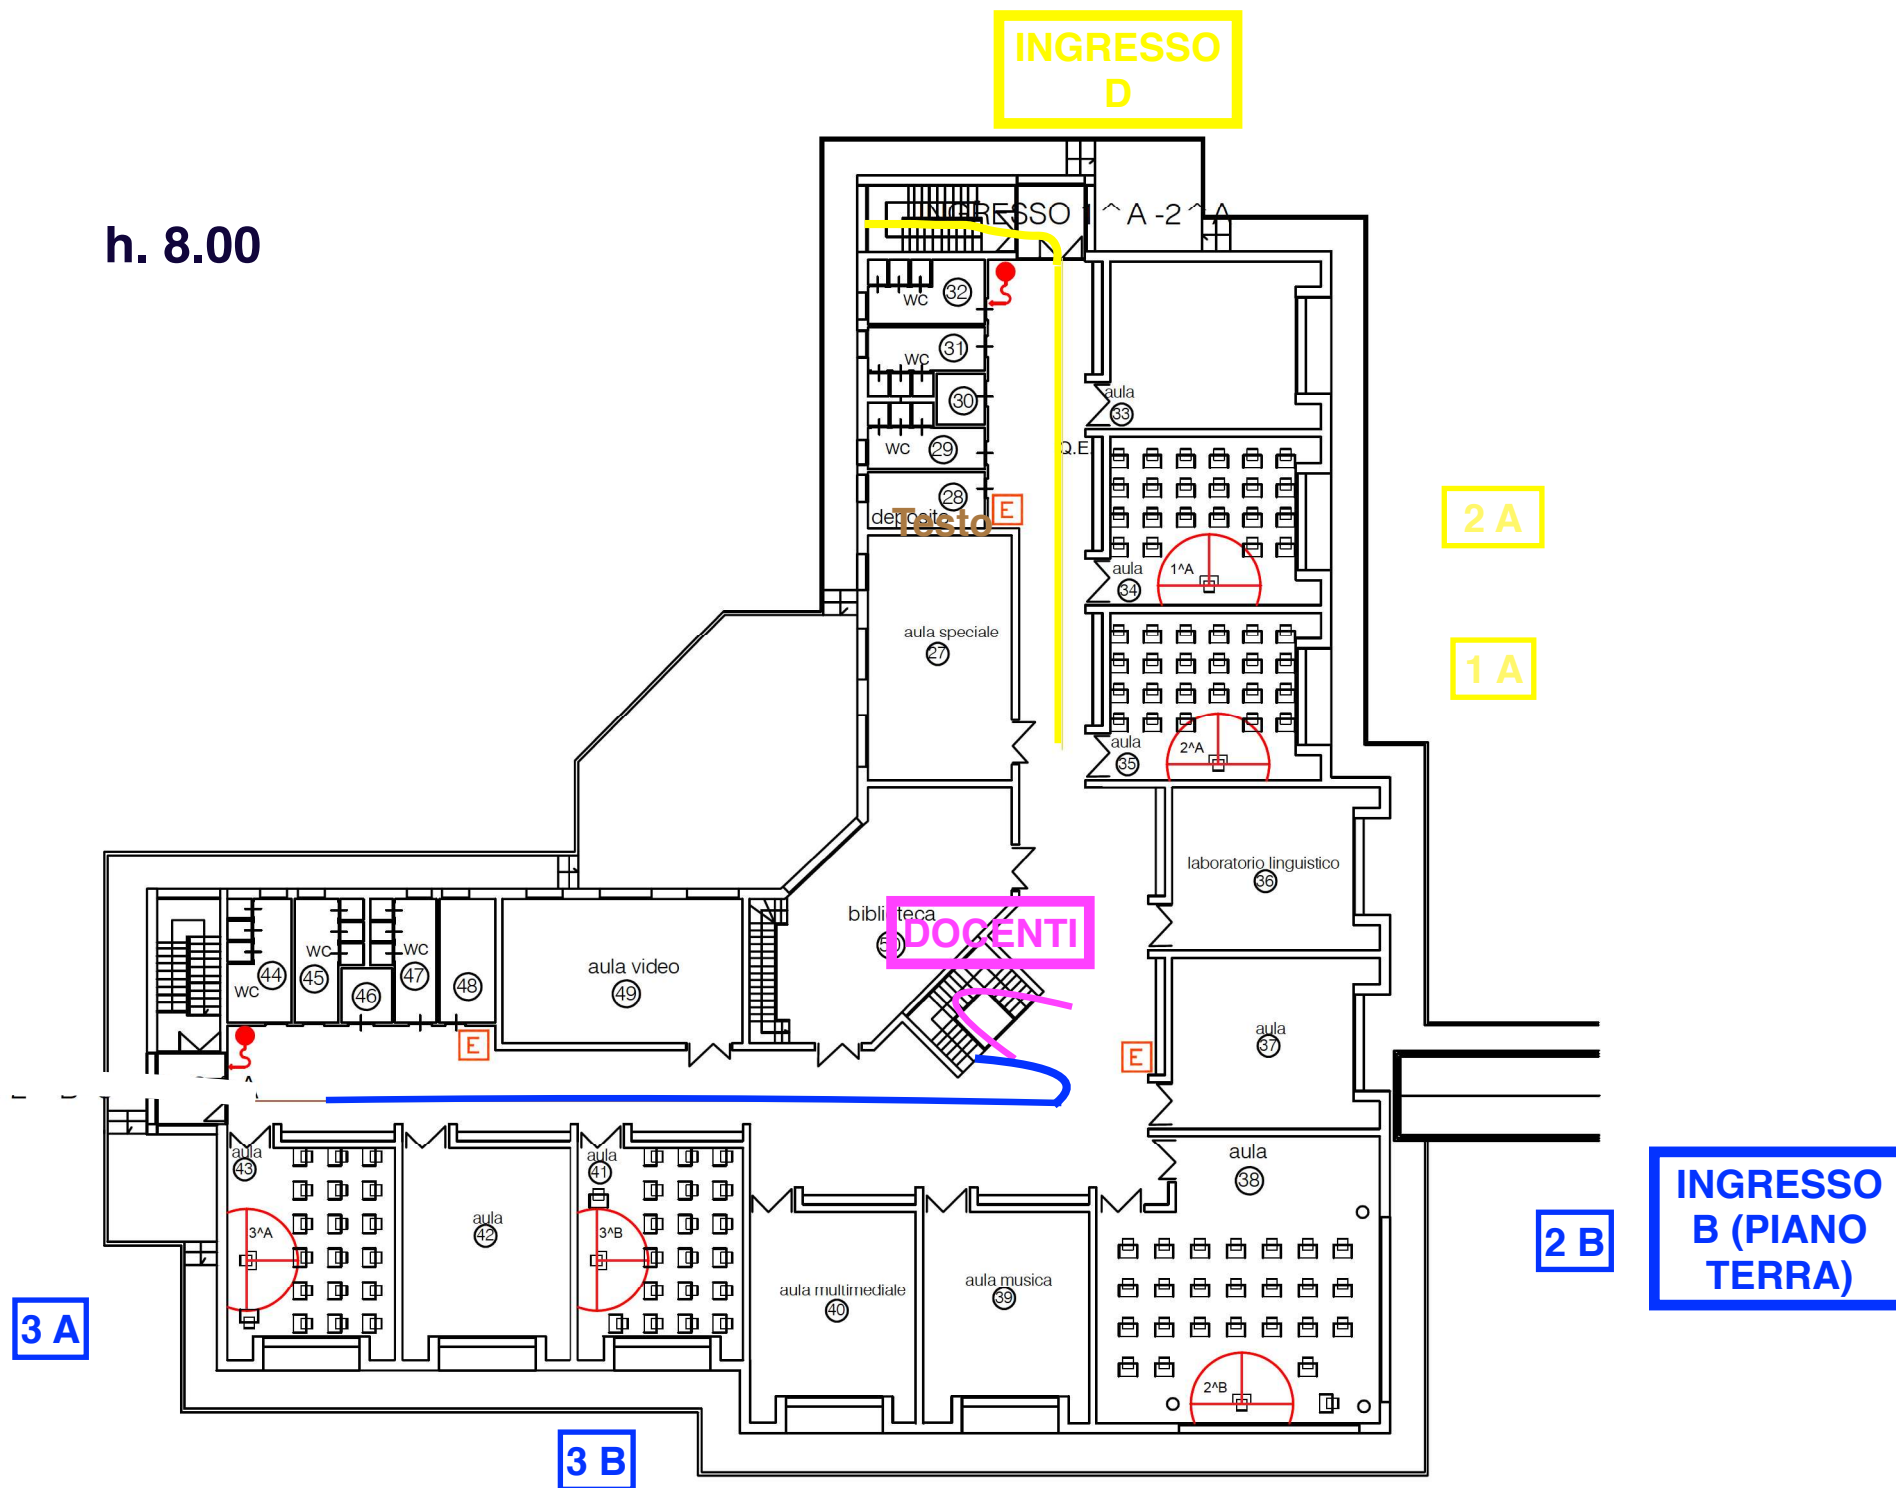 INGRESSO
D
h. 8.00
INGRESSO 1^A -2^A
WC 32
WC 31
30
WC 29
28
deposito
Testo
E
Q.E.
aula
33
aula
34
1^A
2 A
aula speciale
27
1 A
aula
35
2^A
laboratorio linguistico
36
biblioteca
50
DOCENTI
aula video
49
WC
44
WC
45
46
WC
47
48
E
E
aula
37
aula
43
3^A
aula
42
aula
41
3^B
aula multimediale
40
aula musica
39
aula
38
2^B
2 B
INGRESSO
B (PIANO
TERRA)
3 A
3 B